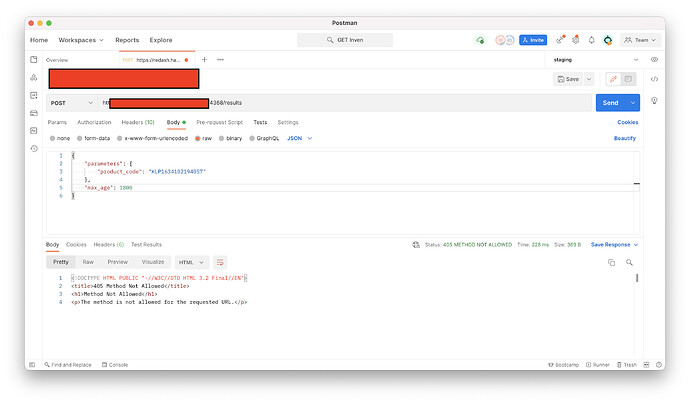 Postman
Home Workspaces Reports Explore GET Inven Invite Team
Overview POST https://redash.ha... + ••• staging
Save
POST htt 4368/results Send
Params Authorization Headers (10) Body Pre-request Script Tests Settings Cookies
none form-data x-www-form-urlencoded raw binary GraphQL JSON Beautify
1 {
2 "parameters": {
3 "product_code": "KLP1634102194057"
4 },
5 "max_age": 1800
6 }
Body Cookies Headers (6) Test Results Status: 405 METHOD NOT ALLOWED Time: 228 ms Size: 365 B Save Response
Pretty Raw Preview Visualize HTML
1 <!DOCTYPE HTML PUBLIC "-//W3C//DTD HTML 3.2 Final//EN">
2 <title>405 Method Not Allowed</title>
3 <h1>Method Not Allowed</h1>
4 <p>The method is not allowed for the requested URL.</p>
Find and Replace Console Bootcamp Runner Trash